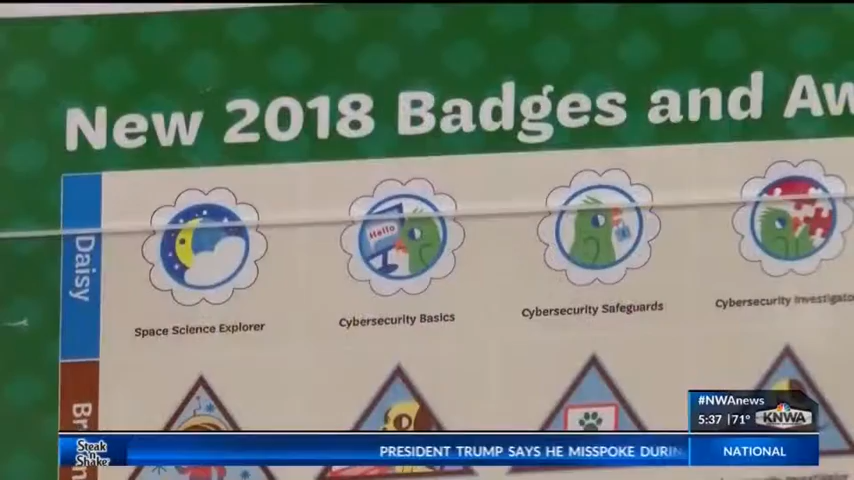 New 2018 Badges and Aw
Daisy
Hello
Space Science Explorer
Cybersecurity Basics
Cybersecurity Safeguards
Cybersecurity Investigato
Br
#NWAnews
5:37 71°
KNWA
Steak
n
Shake
PRESIDENT TRUMP SAYS HE MISSPOKE DURIN
NATIONAL